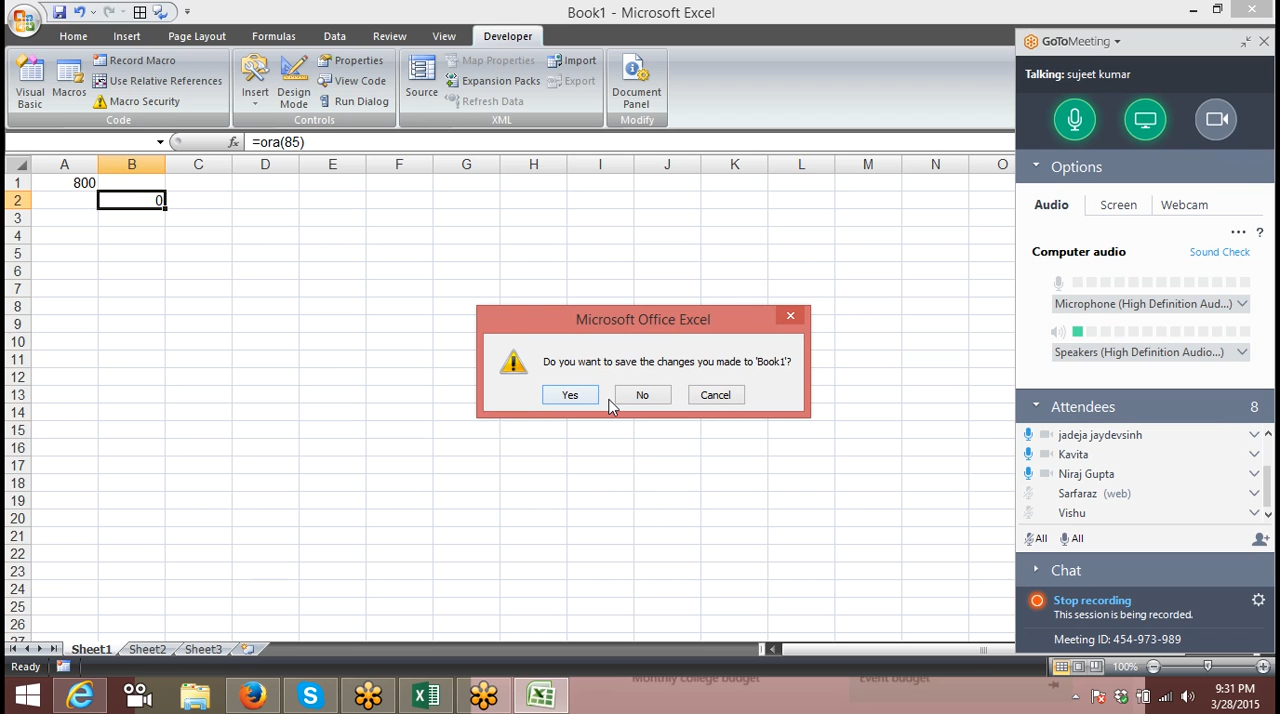 Book1 - Microsoft Excel
Home Insert Page Layout Formulas Data Review View Developer
Visual Basic
Macros
Record Macro
Use Relative References
Macro Security
Code
Insert
Design Mode
Properties
View Code
Run Dialog
Controls
Source
Map Properties
Expansion Packs
Refresh Data
Import
Export
XML
Document Panel
Modify
fx =ora(85)
A B C D E F G H I J K L M N O
1 800
2 0
3
4
5
6
7
8
9
10
11
12
13
14
15
16
17
18
19
20
21
22
23
24
25
26
27
Microsoft Office Excel
Do you want to save the changes you made to 'Book1'?
Yes No Cancel
Sheet1 Sheet2 Sheet3
Ready
100%
GoToMeeting
Talking: sujeet kumar
Options
Audio Screen Webcam
... ?
Computer audio Sound Check
Microphone (High Definition Aud...)
Speakers (High Definition Audio...)
Attendees 8
jadeja jaydevsinh
Kavita
Niraj Gupta
Sarfaraz (web)
Vishu
All All
Chat
Stop recording
This session is being recorded.
Meeting ID: 454-973-989
Monthly college budget
Event budget
9:31 PM
3/28/2015